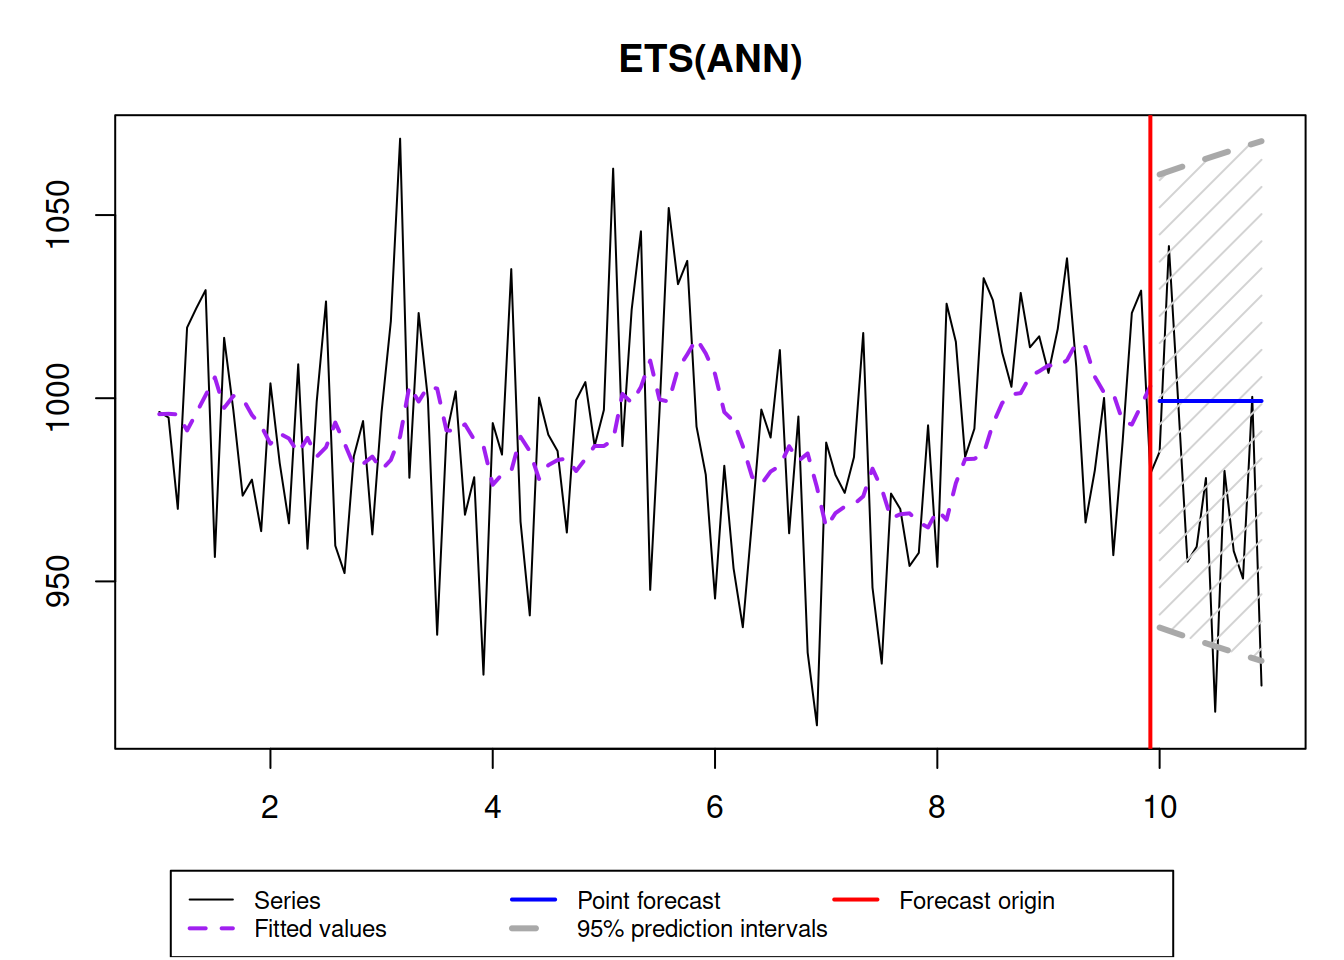 ETS(ANN)
1050
1000
950
2 4 6 8 10
Series Point forecast Forecast origin
Fitted values 95% prediction intervals